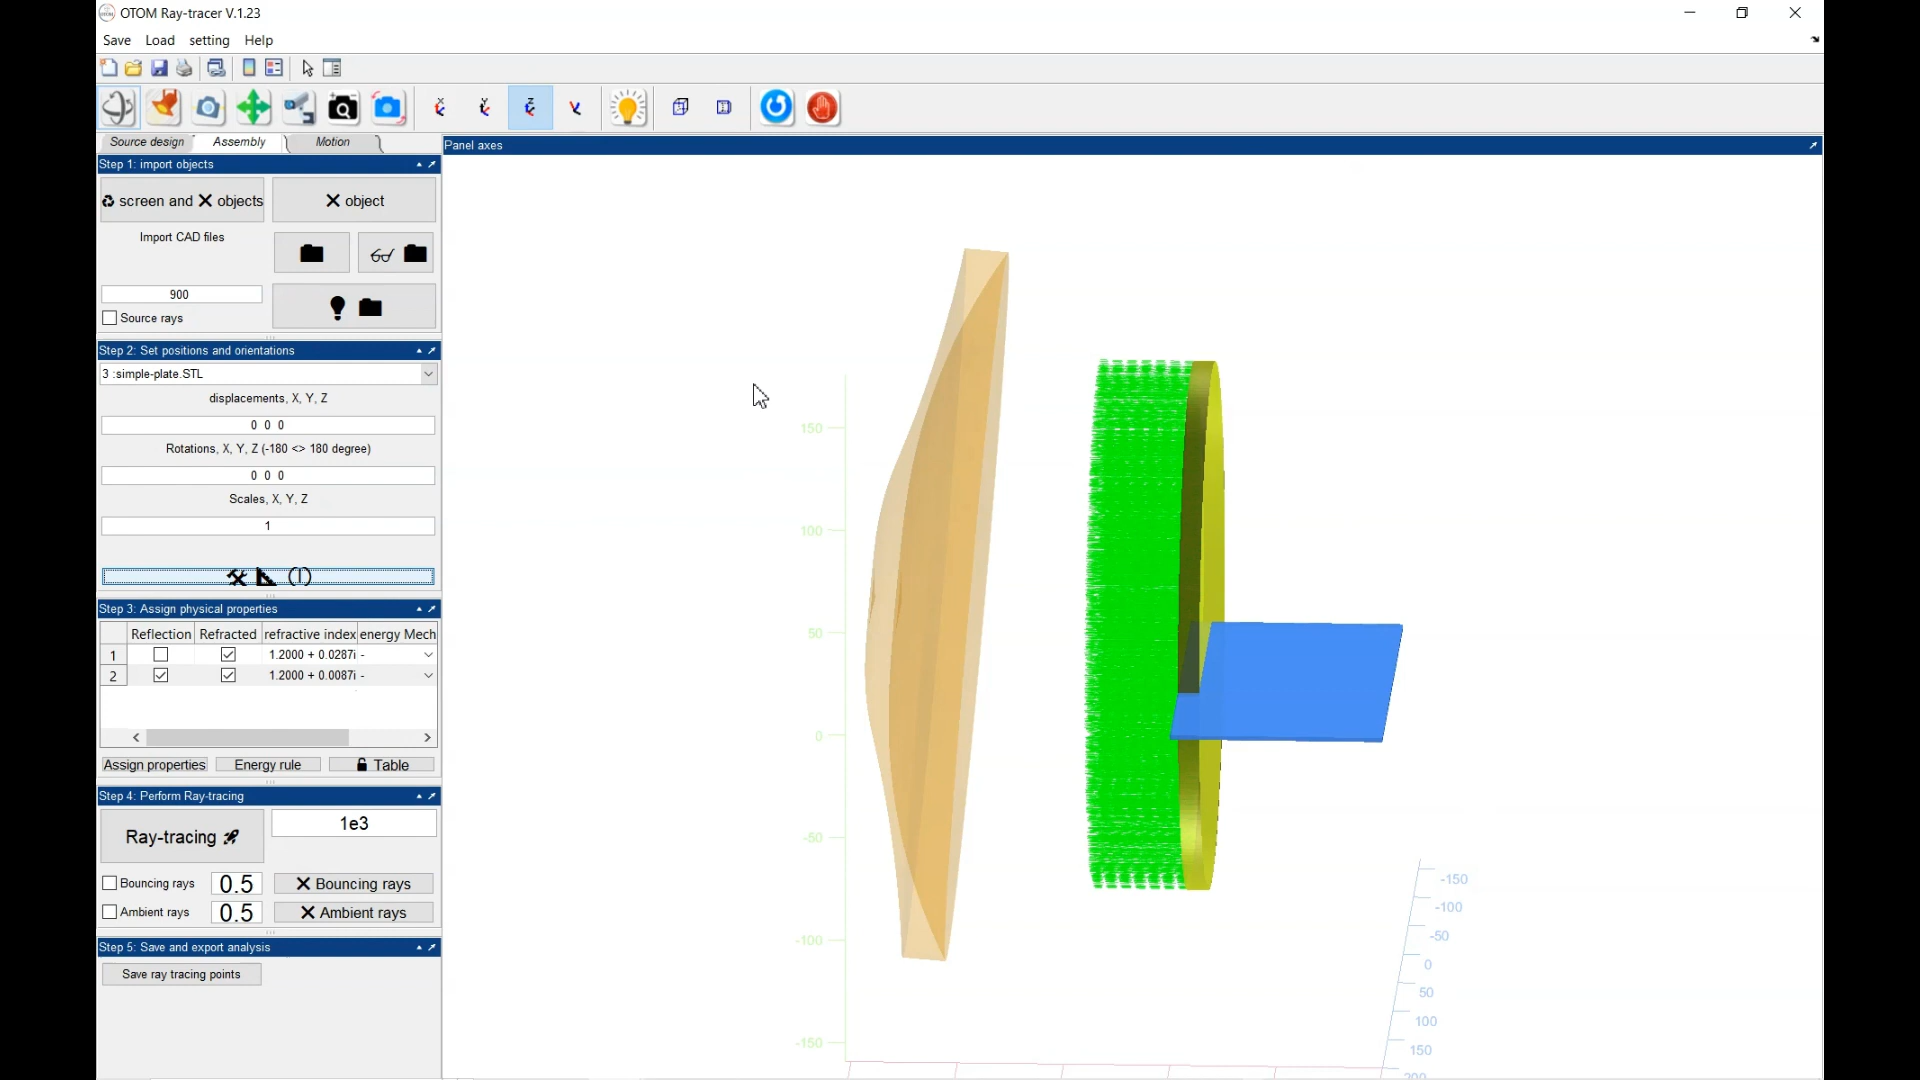 OTOM Ray-tracer V.1.23
Save Load setting Help
Source design Assembly Motion
Panel axes
Step 1: import objects
screen and X objects
X object
Import CAD files
900
Source rays
Step 2: Set positions and orientations
3 :simple-plate.STL
displacements, X, Y, Z
0 0 0
Rotations, X, Y, Z (-180 <> 180 degree)
0 0 0
Scales, X, Y, Z
1
Step 3: Assign physical properties
Reflection Refracted refractive index energy Mech
1 1.2000 + 0.0287i -
2 1.2000 + 0.0087i -
Assign properties Energy rule Table
Step 4: Perform Ray-tracing
Ray-tracing 1e3
Bouncing rays 0.5 X Bouncing rays
Ambient rays 0.5 X Ambient rays
Step 5: Save and export analysis
Save ray tracing points
150
100
50
0
-50
-100
-150
-150
-100
-50
0
50
100
150